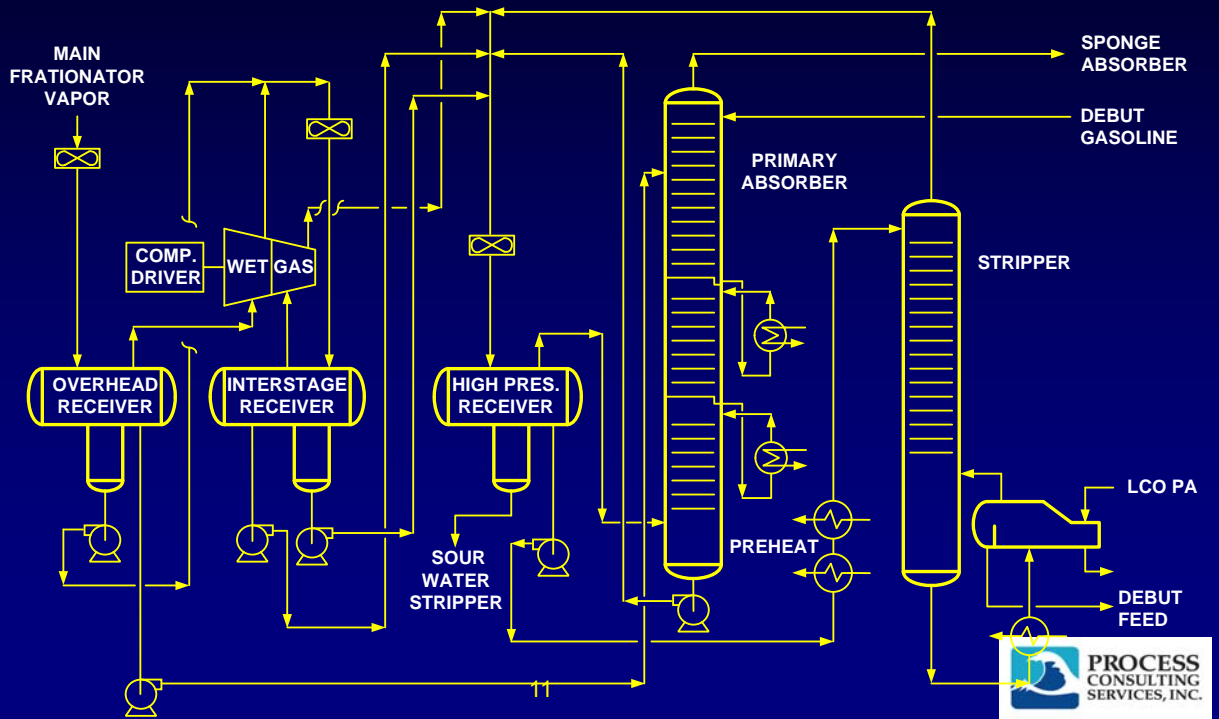 MAIN
FRATIONATOR
VAPOR
SPONGE
ABSORBER
DEBUT
GASOLINE
PRIMARY
ABSORBER
COMP.
DRIVER
WET
GAS
STRIPPER
OVERHEAD
RECEIVER
INTERSTAGE
RECEIVER
HIGH PRES.
RECEIVER
LCO PA
PREHEAT
SOUR
WATER
STRIPPER
DEBUT
FEED
11
PROCESS
CONSULTING
SERVICES, INC.